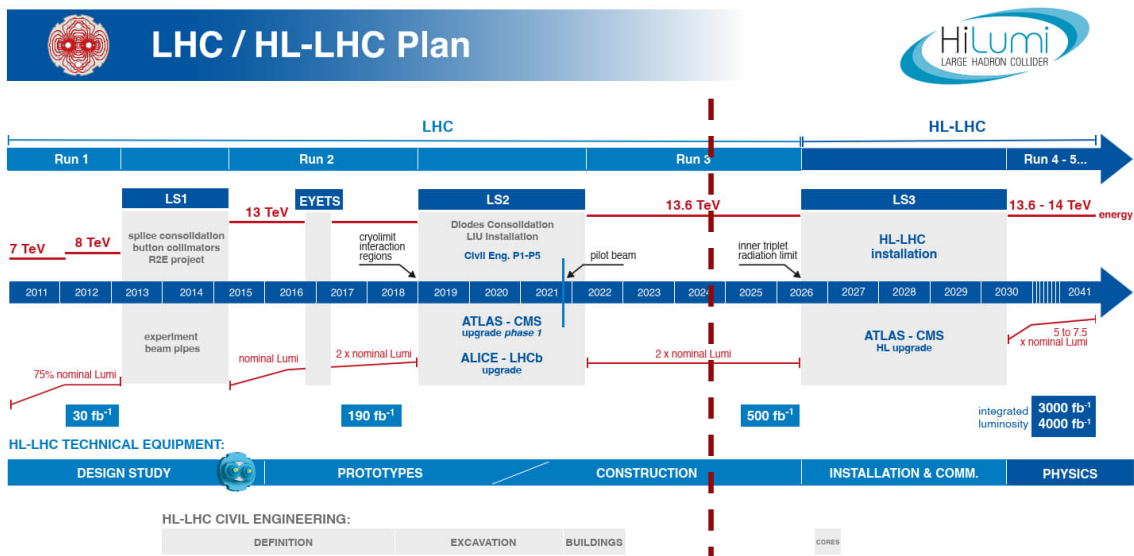 LHC / HL-LHC Plan
HiLumi
LARGE HADRON COLLIDER
LHC
HL-LHC
Run 1
Run 2
Run 3
Run 4 - 5...
LS1
EYETS
LS2
LS3
13 TeV
13.6 TeV
13.6 - 14 TeV
energy
7 TeV
8 TeV
splice consolidation
button collimators
R2E project
cryolimit
interaction
regions
Diodes Consolidation
LIU Installation
Civil Eng. P1-P5
pilot beam
inner triplet
radiation limit
HL-LHC
installation
2011 2012 2013 2014 2015 2016 2017 2018 2019 2020 2021 2022 2023 2024 2025 2026 2027 2028 2029 2030 2041
experiment
beam pipes
ATLAS - CMS
upgrade phase 1
ALICE - LHCb
upgrade
ATLAS - CMS
HL upgrade
5 to 7.5
x nominal Lumi
75% nominal Lumi
nominal Lumi
2 x nominal Lumi
2 x nominal Lumi
30 fb⁻¹
190 fb⁻¹
500 fb⁻¹
integrated
luminosity
3000 fb⁻¹
4000 fb⁻¹
HL-LHC TECHNICAL EQUIPMENT:
DESIGN STUDY
PROTOTYPES
CONSTRUCTION
INSTALLATION & COMM.
PHYSICS
HL-LHC CIVIL ENGINEERING:
DEFINITION
EXCAVATION
BUILDINGS
CORES